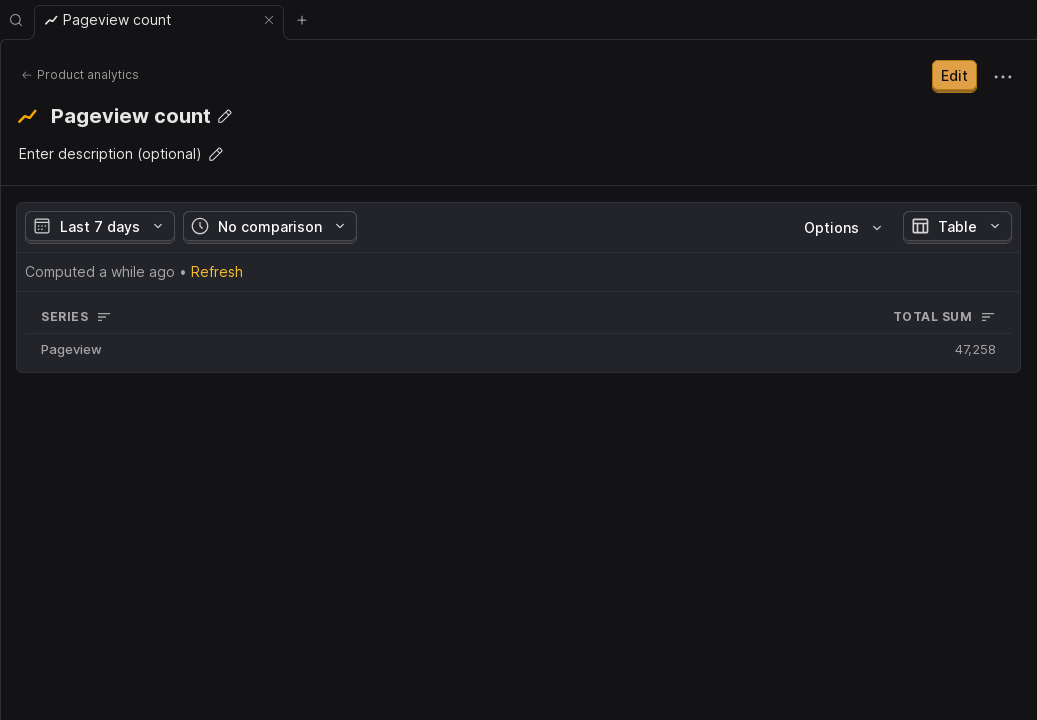 Pageview count
Product analytics
Edit
Pageview count
Enter description (optional)
Last 7 days
No comparison
Options
Table
Computed a while ago • Refresh
SERIES
TOTAL SUM
Pageview
47,258